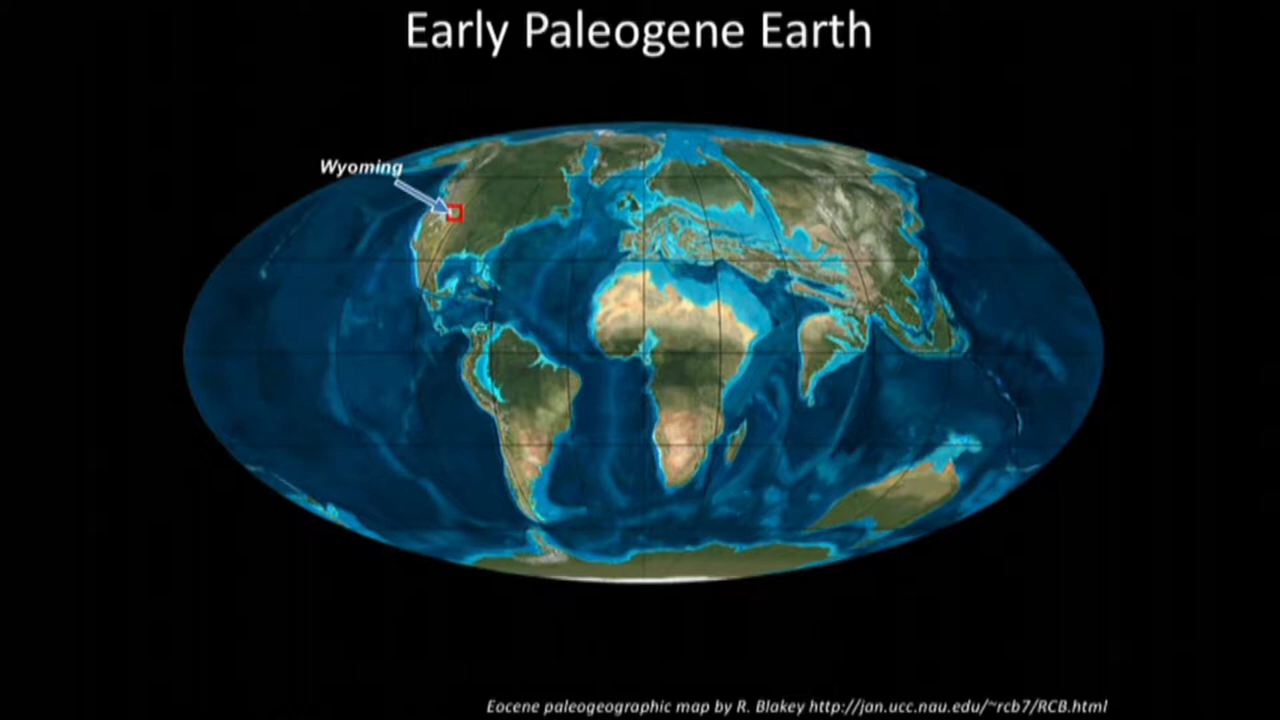 Early Paleogene Earth
Wyoming
Eocene paleogeographic map by R. Blakey http://jan.ucc.nau.edu/~rcb7/RCB.html